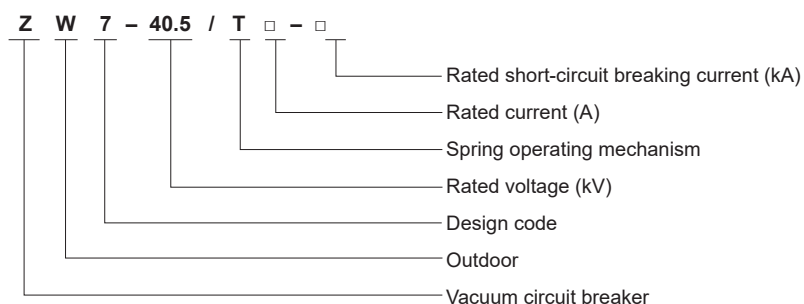 Z W 7 – 40.5 / T □ – □
Rated short-circuit breaking current (kA)
Rated current (A)
Spring operating mechanism
Rated voltage (kV)
Design code
Outdoor
Vacuum circuit breaker